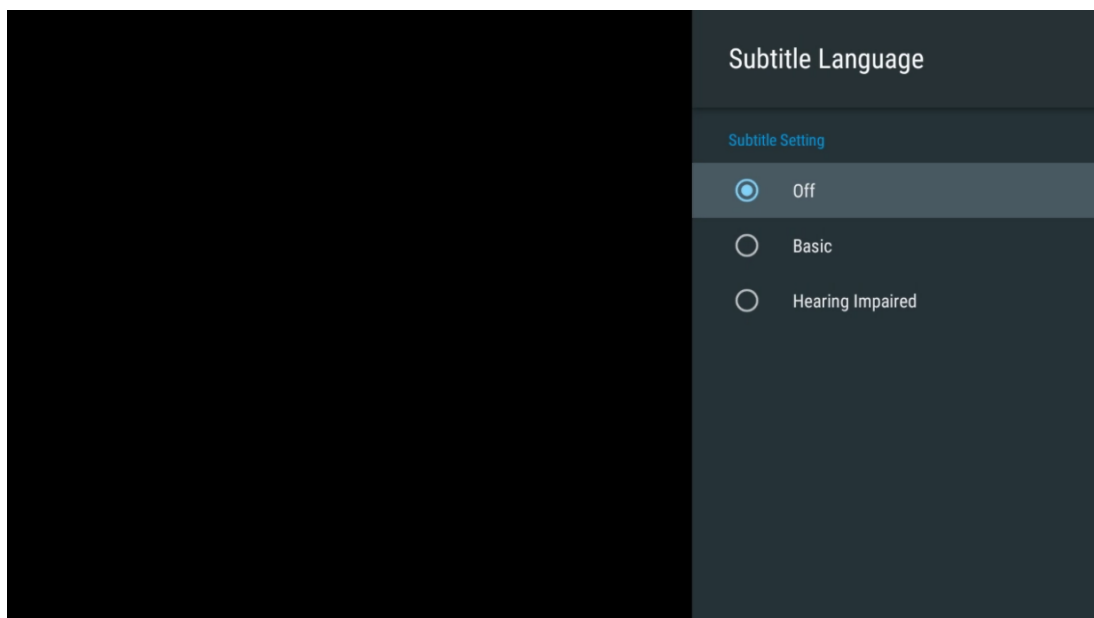 Subtitle Language
Subtitle Setting
Off
Basic
Hearing Impaired